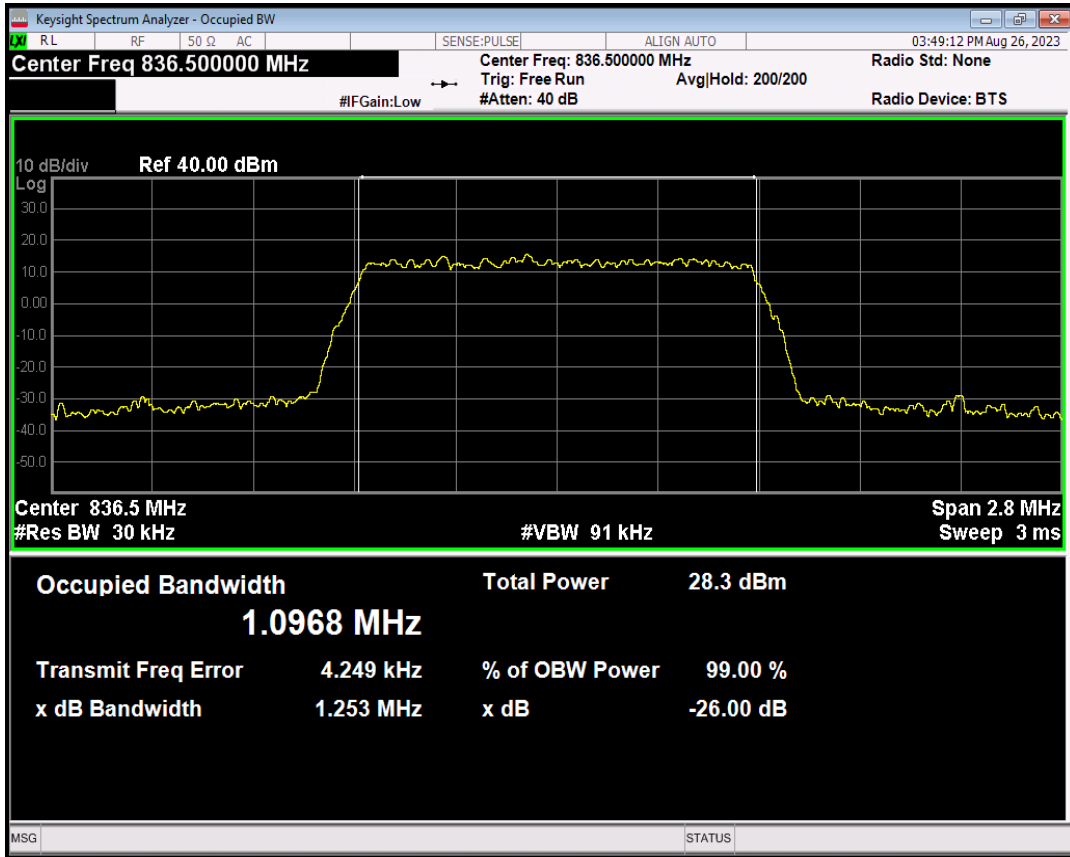 Keysight Spectrum Analyzer - Occupied BW
LXI RL RF 50 Ω AC SENSE:PULSE ALIGN AUTO 03:49:12 PM Aug 26, 2023
Center Freq 836.500000 MHz Center Freq: 836.500000 MHz Radio Std: None
Trig: Free Run Avg|Hold: 200/200
#IFGain:Low #Atten: 40 dB Radio Device: BTS
10 dB/div Ref 40.00 dBm
Log
30.0
20.0
10.0
0.00
-10.0
-20.0
-30.0
-40.0
-50.0
Center 836.5 MHz Span 2.8 MHz
#Res BW 30 kHz #VBW 91 kHz Sweep 3 ms
Occupied Bandwidth Total Power 28.3 dBm
1.0968 MHz
Transmit Freq Error 4.249 kHz % of OBW Power 99.00 %
x dB Bandwidth 1.253 MHz x dB -26.00 dB
MSG STATUS